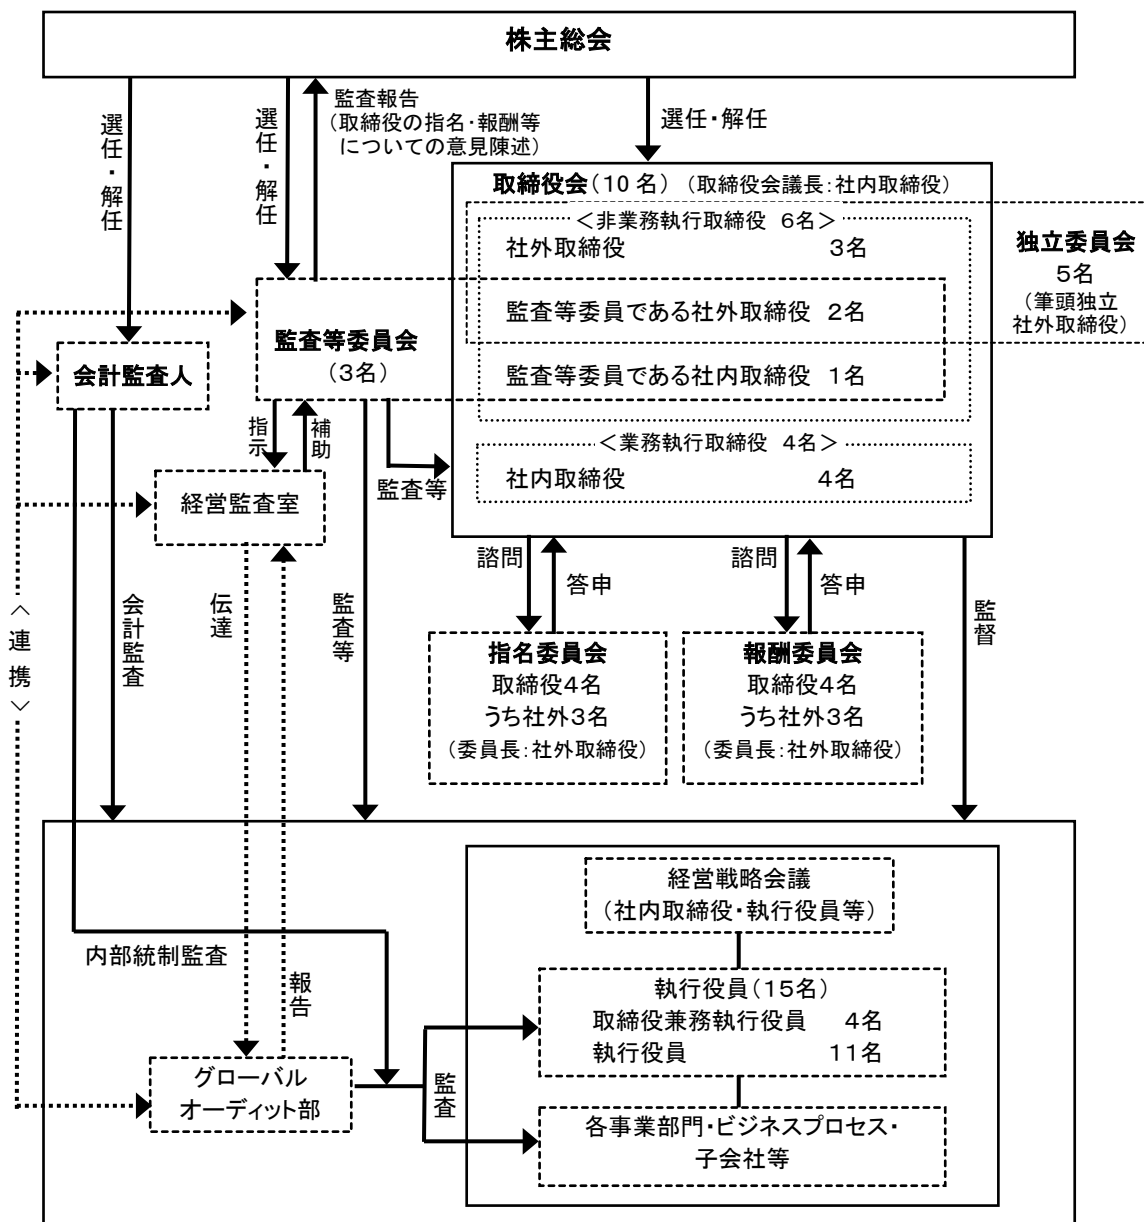 株主総会
選任・解任
選任・解任
監査報告
(取締役の指名・報酬等
についての意見陳述)
選任・解任
取締役会(10名) (取締役会議長:社内取締役)
<非業務執行取締役 6名>
社外取締役 3名
監査等委員である社外取締役 2名
監査等委員である社内取締役 1名
<業務執行取締役 4名>
社内取締役 4名
独立委員会
5名
(筆頭独立
社外取締役)
監査等委員会
(3名)
会計監査人
指示
補助
監査等
経営監査室
諮問
答申
諮問
答申
<連携>
会計監査
伝達
監査等
監督
指名委員会
取締役4名
うち社外3名
(委員長:社外取締役)
報酬委員会
取締役4名
うち社外3名
(委員長:社外取締役)
経営戦略会議
(社内取締役・執行役員等)
内部統制監査
報告
執行役員(15名)
取締役兼務執行役員 4名
執行役員 11名
グローバル
オーディット部
監査
各事業部門・ビジネスプロセス・
子会社等